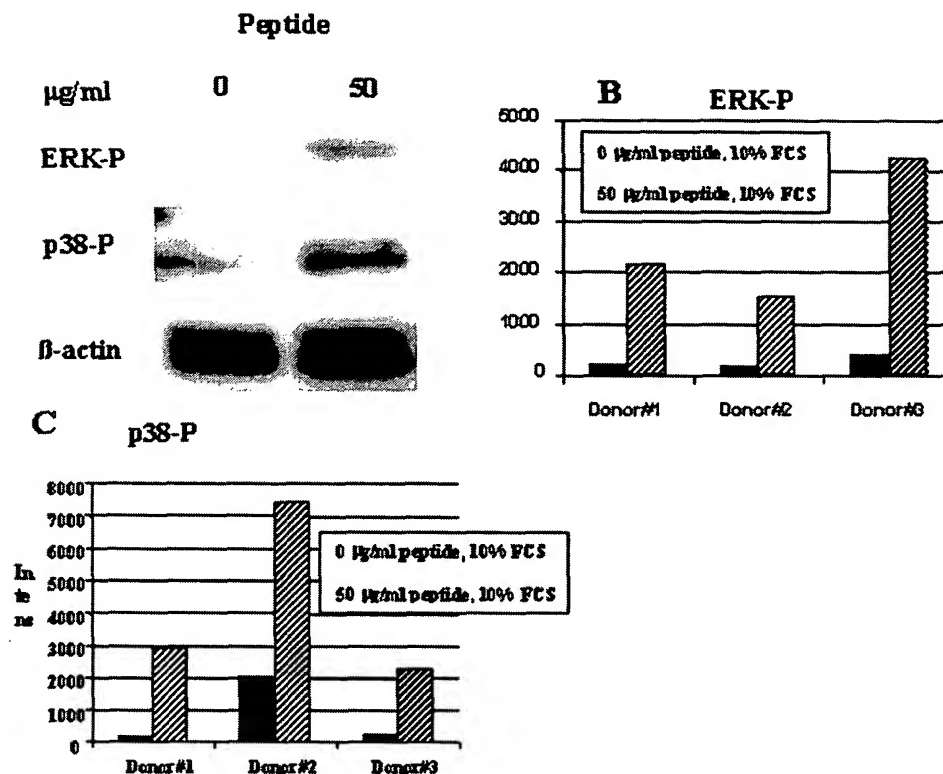 Peptide
µg/ml 0 50
ERK-P
p38-P
ß-actin
B ERK-P
5000
4000
3000
2000
1000
0
0 µg/ml peptide, 10% FCS
50 µg/ml peptide, 10% FCS
Donor#1 Donor#2 Donor#3
C p38-P
8000
7000
6000
5000
4000
3000
2000
1000
0
In
te
ns
0 µg/ml peptide, 10% FCS
50 µg/ml peptide, 10% FCS
Donor#1 Donor#2 Donor#3